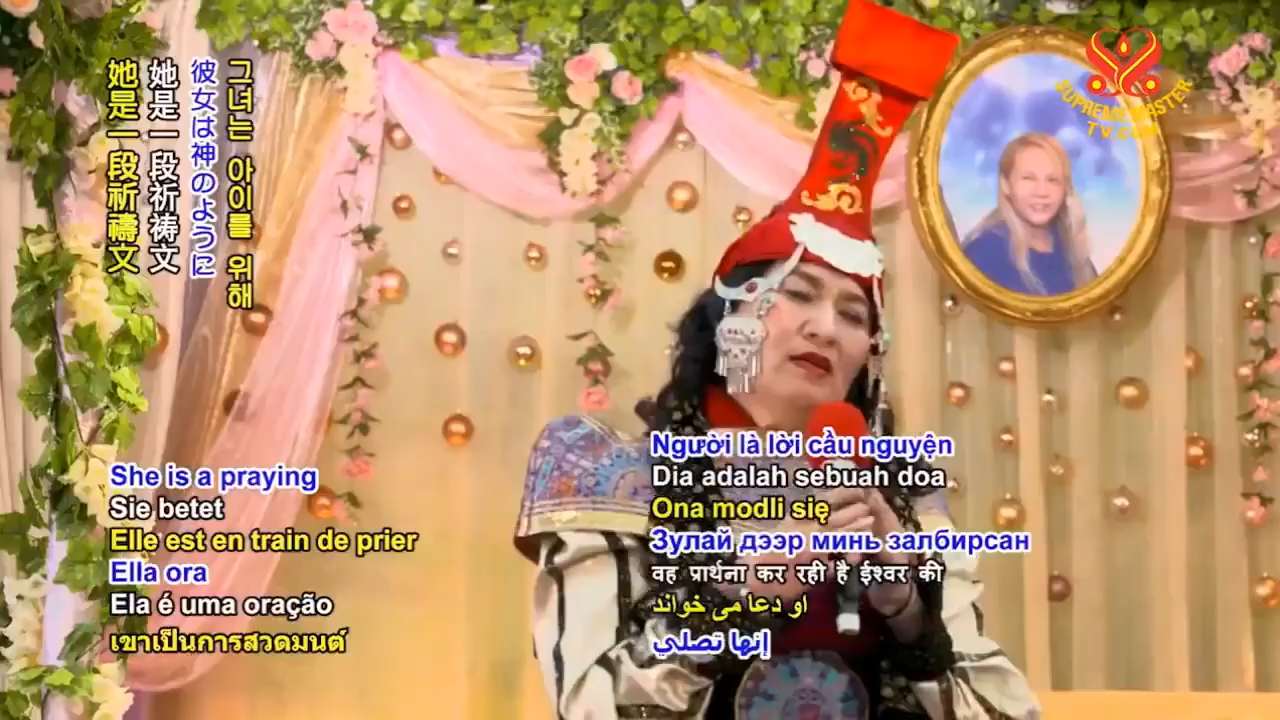 그녀는 아이를 위해
彼女は神のように
她是一段祈祷文
她是一段祈禱文
SUPREMEMASTER
TV.COM
She is a praying
Sie betet
Elle est en train de prier
Ella ora
Ela é uma oração
เขาเป็นการสวดมนต์
Người là lời cầu nguyện
Dia adalah sebuah doa
Ona modli się
Зулай дээр минь залбирсан
वह प्रार्थना कर रही है ईश्वर की
او دعا می خواند
إنها تصلي